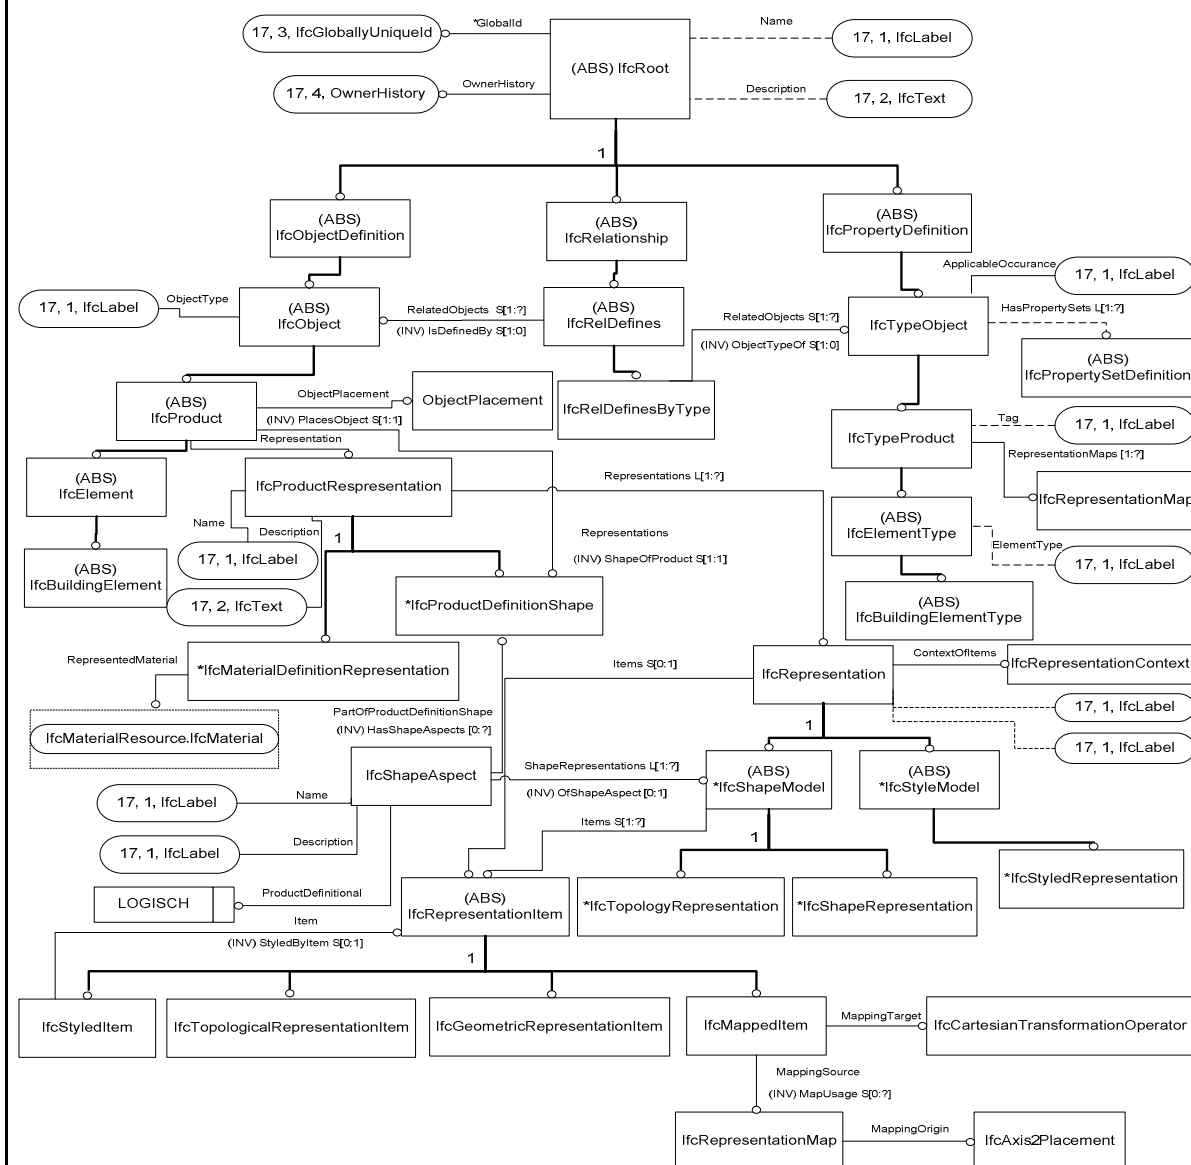 *GlobalId
Name
17, 3, IfcGloballyUniqueId
17, 1, IfcLabel
(ABS) IfcRoot
OwnerHistory
Description
17, 4, OwnerHistory
17, 2, IfcText
1
(ABS)
IfcObjectDefinition
(ABS)
IfcRelationship
(ABS)
IfcPropertyDefinition
ApplicableOccurance
17, 1, IfcLabel
ObjectType
17, 1, IfcLabel
(ABS)
IfcObject
RelatedObjects S[1:?]
(INV) IsDefinedBy S[1:0]
(ABS)
IfcRelDefines
RelatedObjects S[1:?]
(INV) ObjectTypeOf S[1:0]
IfcTypeObject
HasPropertySets L[1:?]
(ABS)
IfcPropertySetDefinition
(ABS)
IfcProduct
ObjectPlacement
(INV) PlacesObject S[1:1]
ObjectPlacement
IfcRelDefinesByType
Representation
IfcTypeProduct
Tag
17, 1, IfcLabel
RepresentationMaps [1:?]
IfcRepresentationMap
(ABS)
IfcElement
IfcProductRespresentation
Representations L[1:?]
Name
Description
1
Representations
(INV) ShapeOfProduct S[1:1]
(ABS)
IfcElementType
ElementType
17, 1, IfcLabel
(ABS)
IfcBuildingElement
17, 1, IfcLabel
17, 2, IfcText
*IfcProductDefinitionShape
(ABS)
IfcBuildingElementType
RepresentedMaterial
*IfcMaterialDefinitionRepresentation
Items S[0:1]
IfcRepresentation
ContextOfItems
IfcRepresentationContext
17, 1, IfcLabel
17, 1, IfcLabel
IfcMaterialResource.IfcMaterial
PartOfProductDefinitionShape
(INV) HasShapeAspects [0:?]
1
IfcShapeAspect
ShapeRepresentations L[1:?]
(INV) OfShapeAspect [0:1]
(ABS)
*IfcShapeModel
(ABS)
*IfcStyleModel
17, 1, IfcLabel
Name
Items S[1:?]
1
17, 1, IfcLabel
Description
LOGISCH
ProductDefinitional
(ABS)
IfcRepresentationItem
*IfcTopologyRepresentation
*IfcShapeRepresentation
*IfcStyledRepresentation
Item
(INV) StyledByItem S[0:1]
1
IfcStyledItem
IfcTopologicalRepresentationItem
IfcGeometricRepresentationItem
IfcMappedItem
MappingTarget
IfcCartesianTransformationOperator
MappingSource
(INV) MapUsage S[0:?]
IfcRepresentationMap
MappingOrigin
IfcAxis2Placement